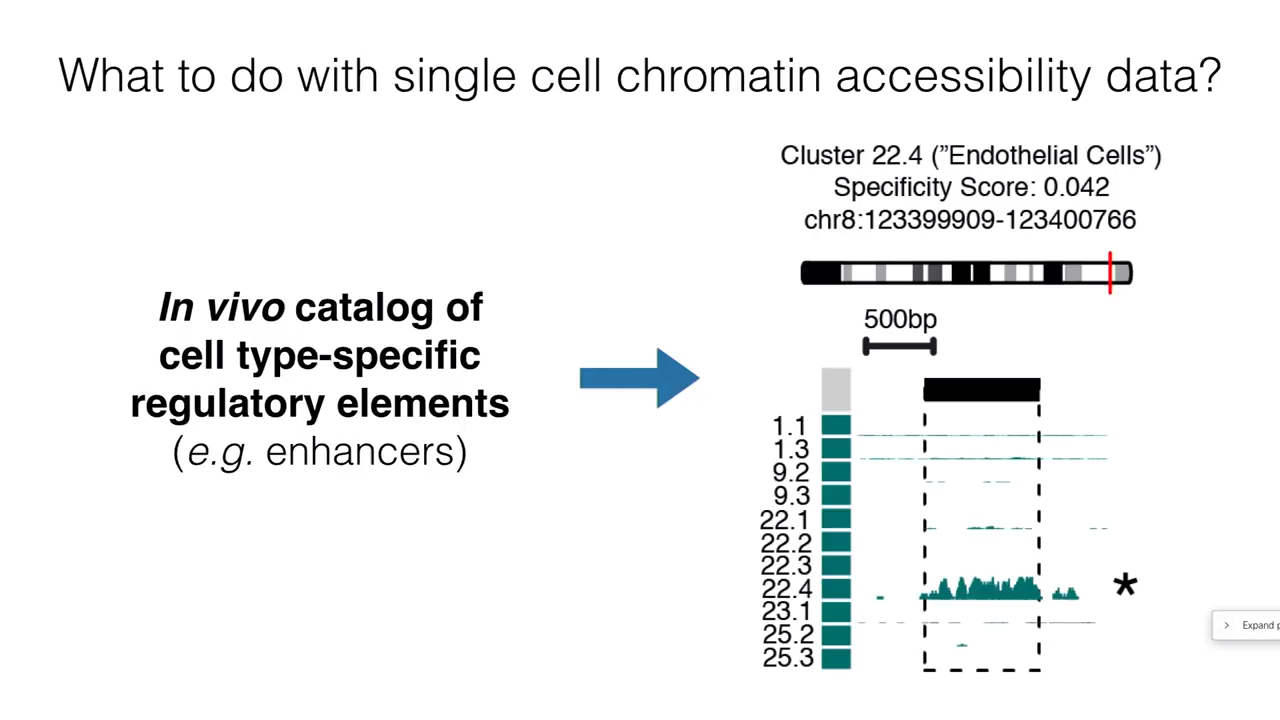 What to do with single cell chromatin accessibility data?
In vivo catalog of
cell type-specific
regulatory elements
(e.g. enhancers)
Cluster 22.4 (”Endothelial Cells”)
Specificity Score: 0.042
chr8:123399909-123400766
500bp
1.1
1.3
9.2
9.3
22.1
22.2
22.3
22.4
*
23.1
25.2
25.3
> Expand p